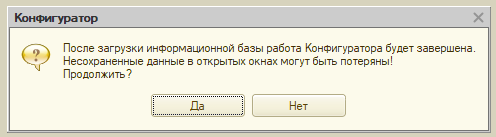 Конфигуратор
После загрузки информационной базы работа Конфигуратора будет завершена.
Несохраненные данные в открытых окнах могут быть потеряны!
Продолжить?
Да
Нет